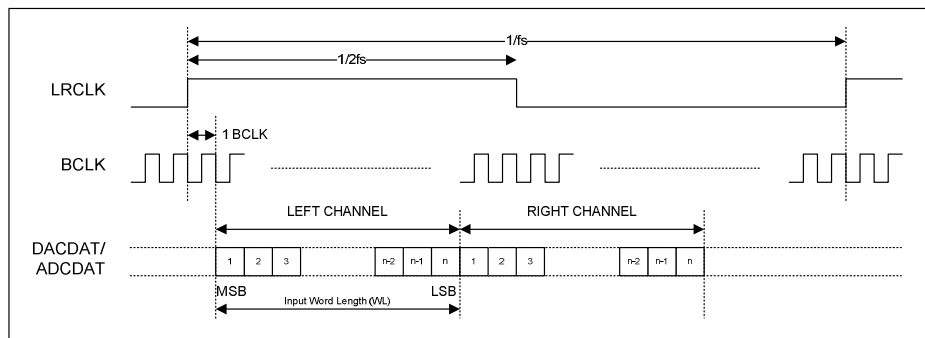 1/fs
1/2fs
LRCLK
1 BCLK
BCLK
LEFT CHANNEL RIGHT CHANNEL
DACDAT/
ADCDAT
1 2 3 n-2 n-1 n 1 2 3 n-2 n-1 n
MSB LSB
Input Word Length (WL)